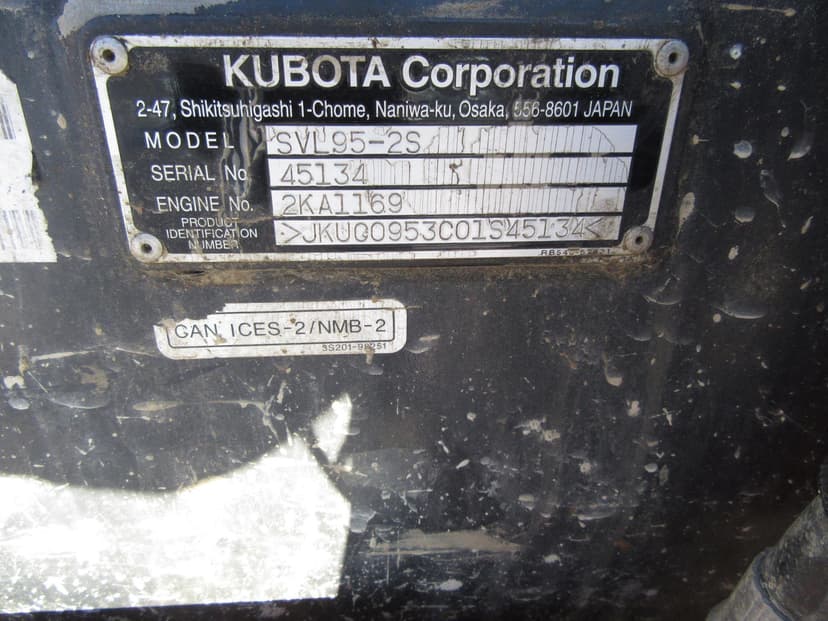 KUBOTA Corporation
2-47, Shikitsuhigashi 1-Chome, Naniwa-ku, Osaka, 556-8601 JAPAN
MODEL SVL95-2S
SERIAL No. 45134
ENGINE No. 2KA1169
PRODUCT IDENTIFICATION NUMBER >JKUC0953C01S45134<
CAN ICES-2/NMB-2